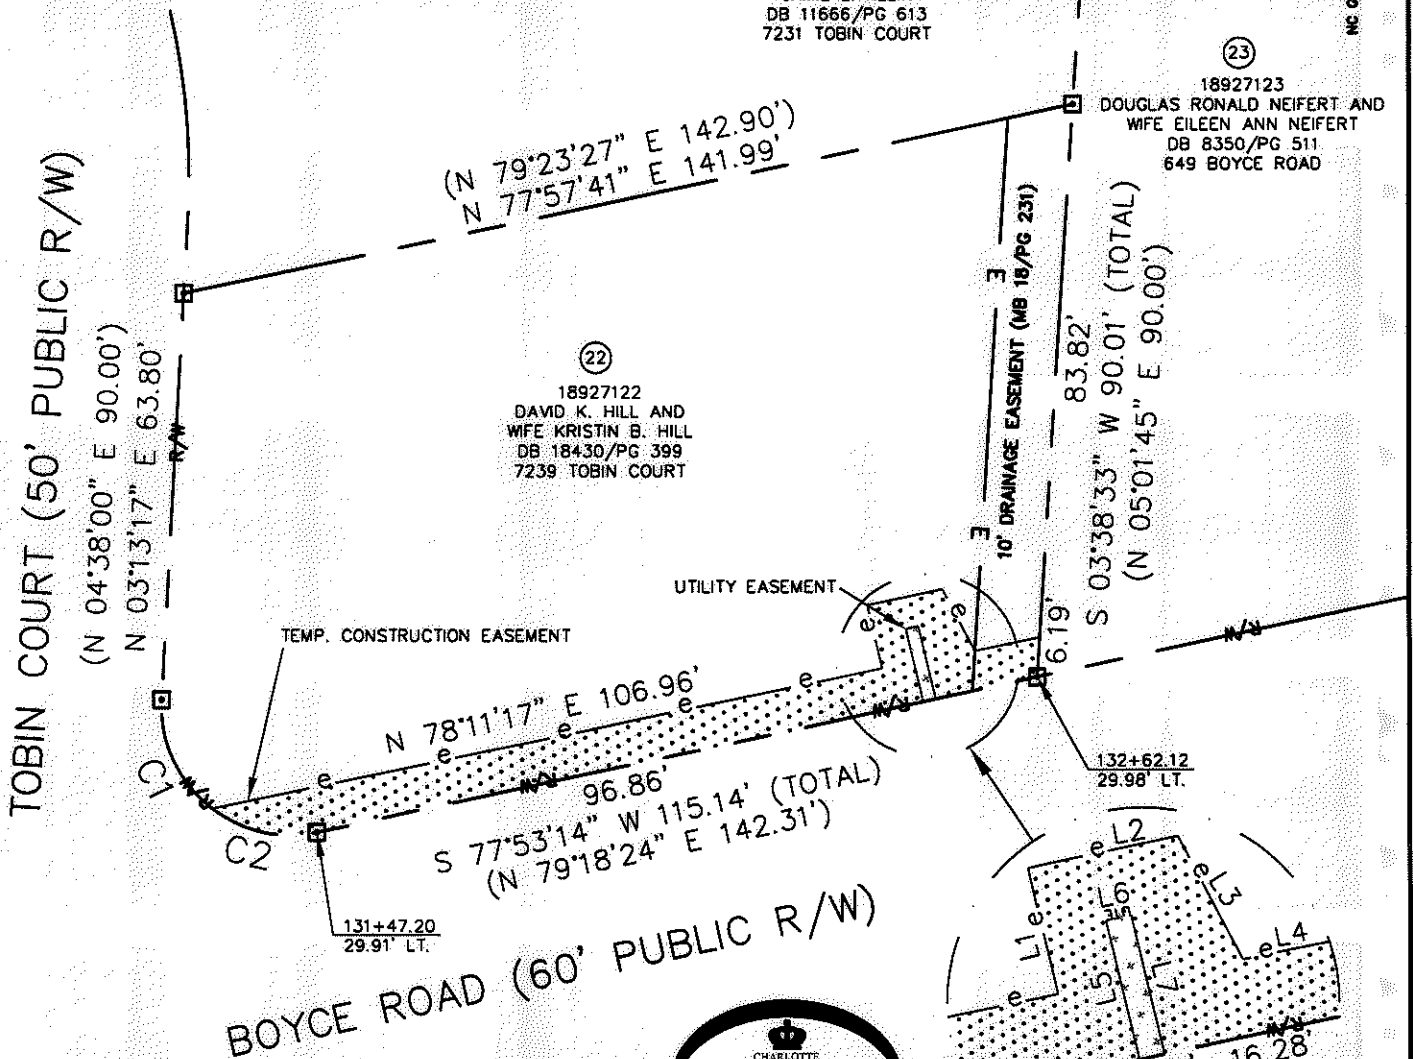 DB 11666/PG 613
7231 TOBIN COURT
23
18927123
DOUGLAS RONALD NEIFERT AND
WIFE EILEEN ANN NEIFERT
DB 8350/PG 511
649 BOYCE ROAD
(N 79°23'27" E 142.90')
N 77°57'41" E 141.99'
TOBIN COURT (50' PUBLIC R/W)
(N 04°38'00" E 90.00')
N 03°13'17" E 63.80'
R/W
22
18927122
DAVID K. HILL AND
WIFE KRISTIN B. HILL
DB 18430/PG 399
7239 TOBIN COURT
E
E
10' DRAINAGE EASEMENT (MB 18/PG 231)
83.82'
S 03°38'33" W 90.01' (TOTAL)
(N 05°01'45" E 90.00')
UTILITY EASEMENT
TEMP. CONSTRUCTION EASEMENT
e
e
6.19'
R/W
N 78°11'17" E 106.96'
e
e
e
e
e
R/W
R/W
R/W
C1
C2
96.86'
S 77°53'14" W 115.14' (TOTAL)
(N 79°18'24" E 142.31')
132+62.12
29.98' LT.
131+47.20
29.91' LT.
BOYCE ROAD (60' PUBLIC R/W)
e L2
e L3
L6
L1 e
e L4
L5
L7
e
R/W
16.28'
CHARLOTTE